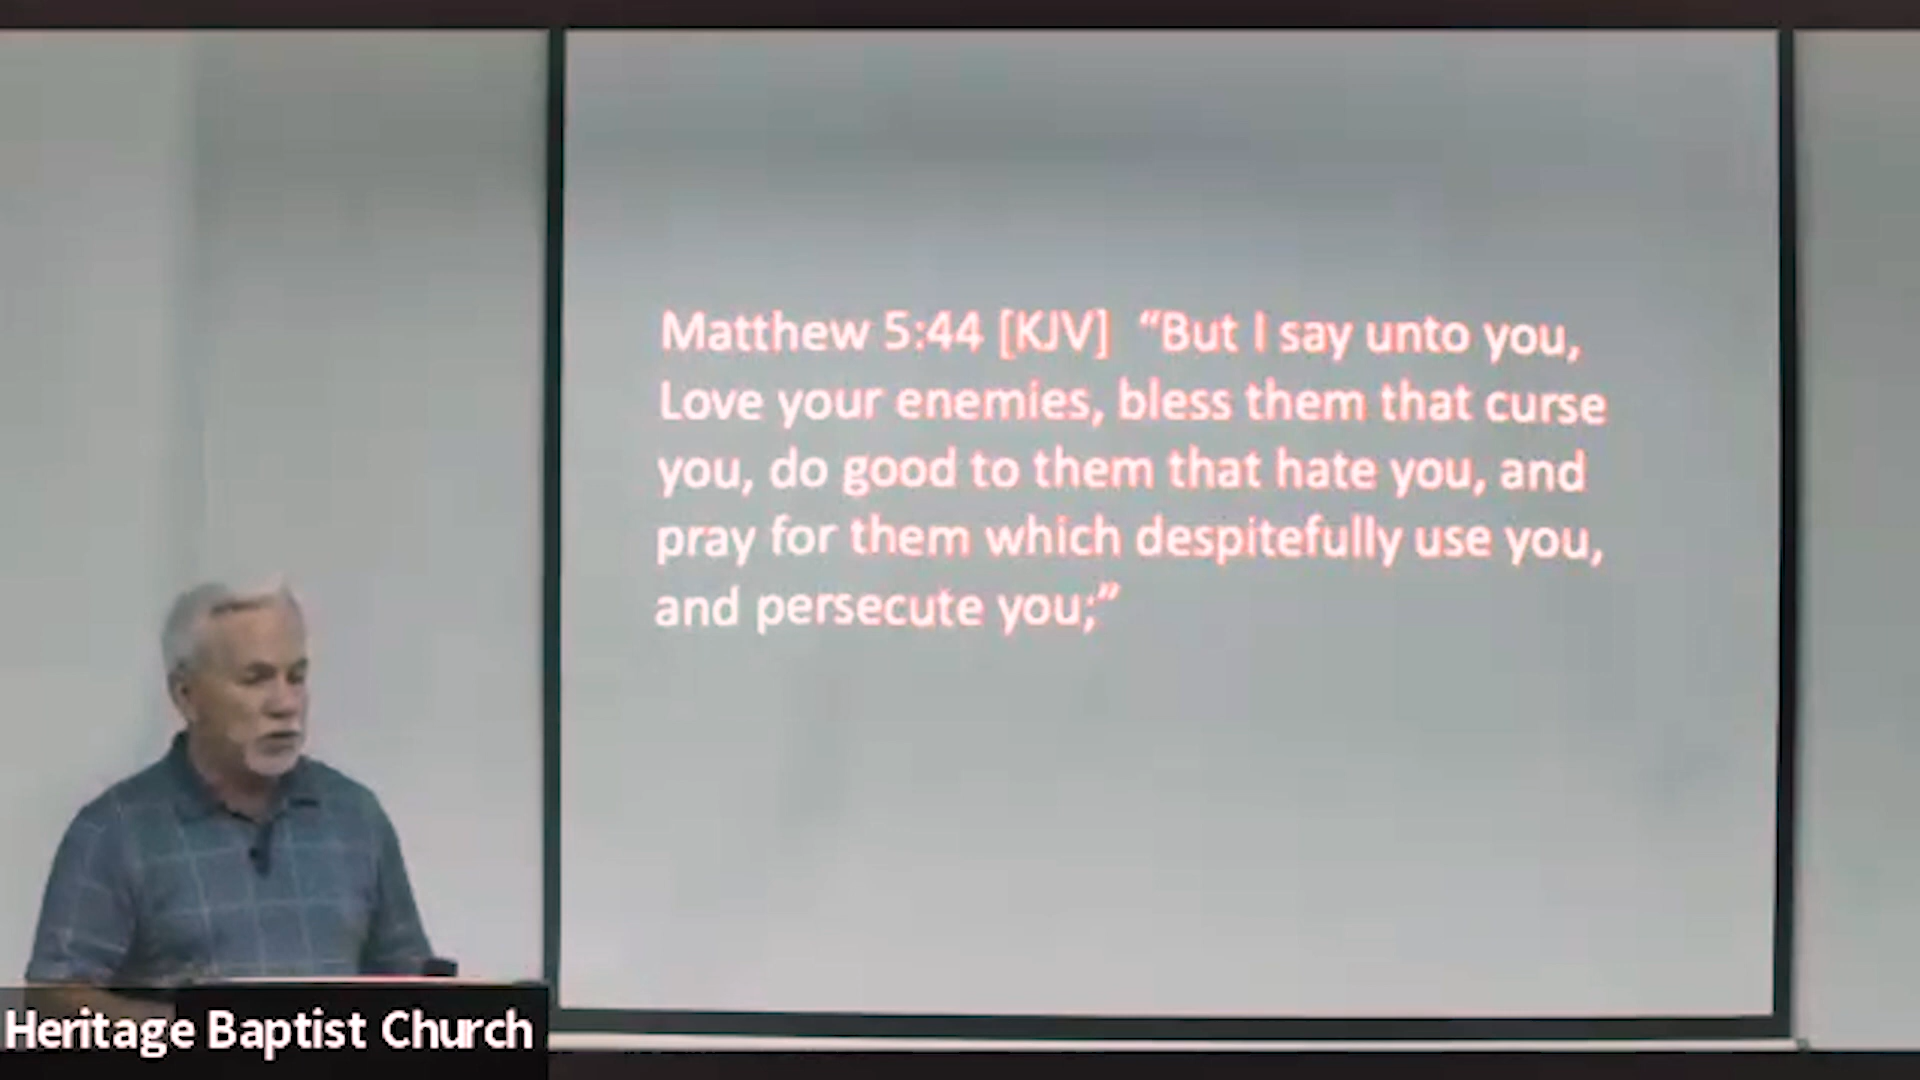 Matthew 5:44 [KJV] “But I say unto you,
Love your enemies, bless them that curse
you, do good to them that hate you, and
pray for them which despitefully use you,
and persecute you;”
Heritage Baptist Church